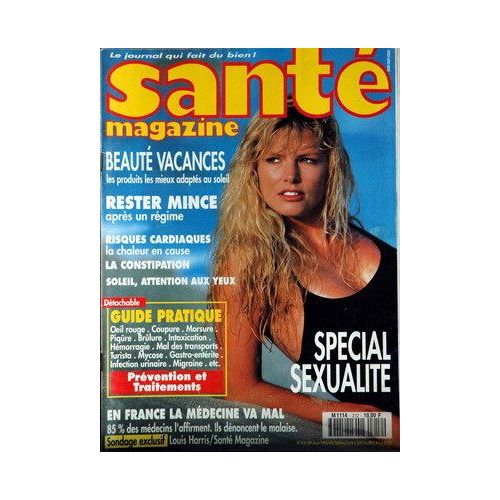 Le journal qui fait du bien !
santé
magazine
BEAUTÉ VACANCES
les produits les mieux adaptés au soleil
RESTER MINCE
après un régime
RISQUES CARDIAQUES
la chaleur en cause
LA CONSTIPATION
SOLEIL, ATTENTION AUX YEUX
Détachable
GUIDE PRATIQUE
Oeil rouge . Coupure . Morsure .
Piqûre . Brûlure . Intoxication .
Hémorragie . Mal des transports .
Turista . Mycose . Gastro-entérite .
Infection urinaire . Migraine . etc.
Prévention et
Traitements
SPECIAL
SEXUALITE
EN FRANCE LA MÉDECINE VA MAL
85 % des médecins l'affirment. Ils dénoncent le malaise.
Sondage exclusif Louis Harris/Santé Magazine
M 1114 - 212 - 18,00 F